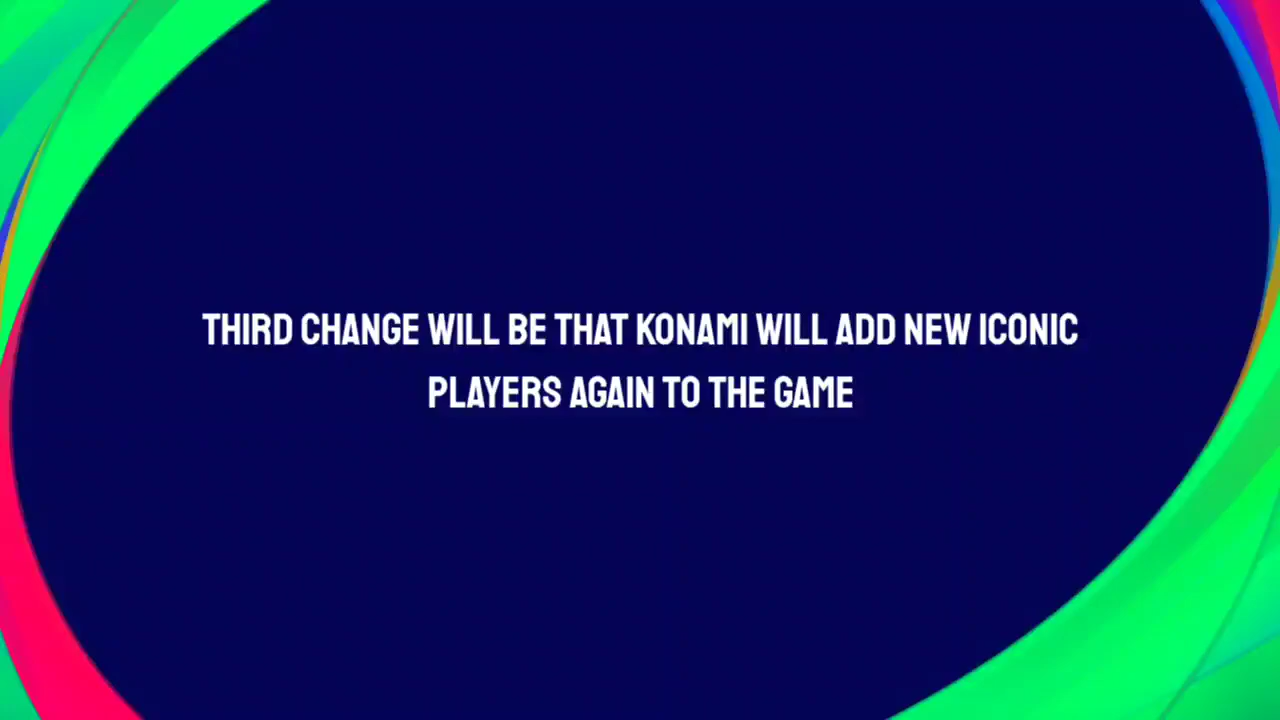 THIRD CHANGE WILL BE THAT KONAMI WILL ADD NEW ICONIC
PLAYERS AGAIN TO THE GAME